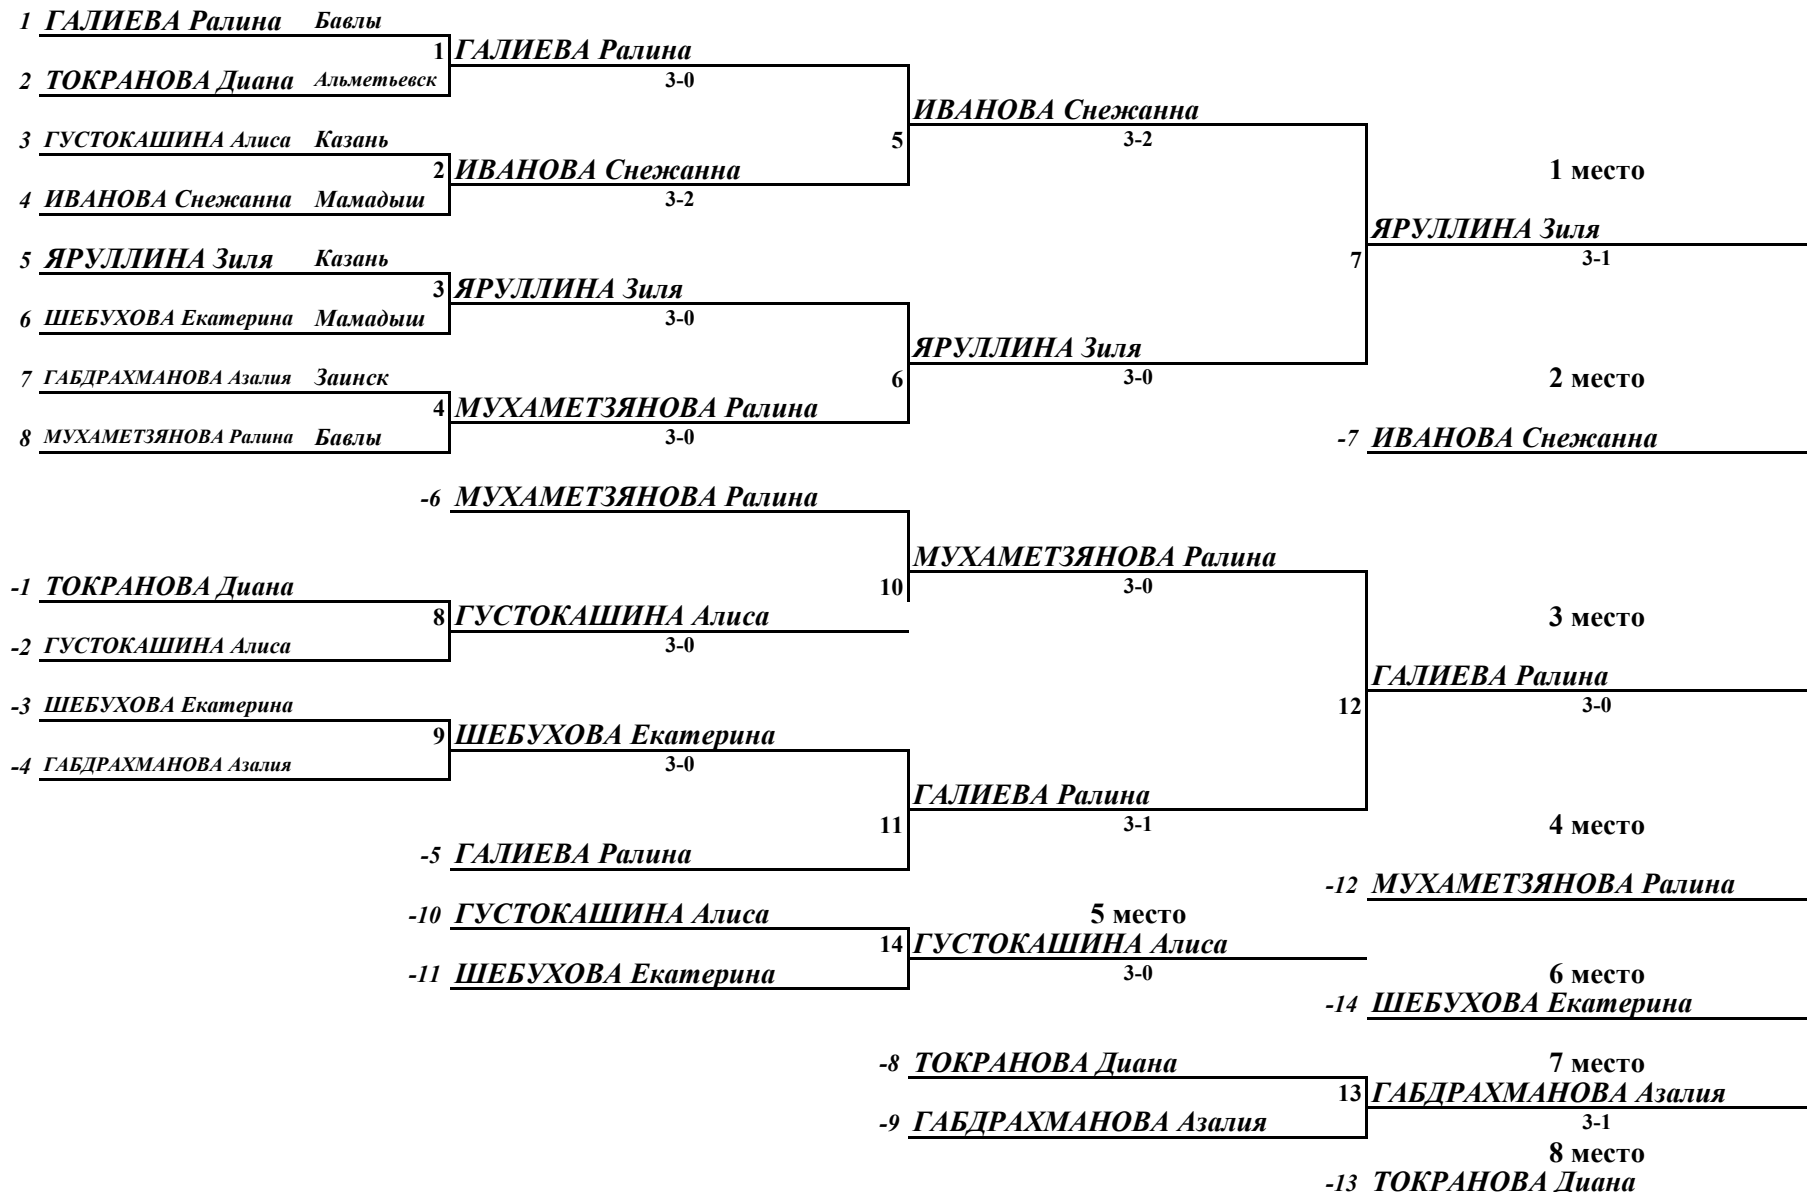 1 ГАЛИЕВА Ралина Бавлы
1 ГАЛИЕВА Ралина
2 ТОКРАНОВА Диана Альметьевск 3-0
ИВАНОВА Снежанна
3 ГУСТОКАШИНА Алиса Казань 5 3-2
2 ИВАНОВА Снежанна 1 место
4 ИВАНОВА Снежанна Мамадыш 3-2
ЯРУЛЛИНА Зиля
5 ЯРУЛЛИНА Зиля Казань 7 3-1
3 ЯРУЛЛИНА Зиля
6 ШЕБУХОВА Екатерина Мамадыш 3-0
ЯРУЛЛИНА Зиля
7 ГАБДРАХМАНОВА Азалия Заинск 6 3-0 2 место
4 МУХАМЕТЗЯНОВА Ралина
8 МУХАМЕТЗЯНОВА Ралина Бавлы 3-0 -7 ИВАНОВА Снежанна
-6 МУХАМЕТЗЯНОВА Ралина
МУХАМЕТЗЯНОВА Ралина
-1 ТОКРАНОВА Диана 10 3-0
8 ГУСТОКАШИНА Алиса 3 место
-2 ГУСТОКАШИНА Алиса 3-0
ГАЛИЕВА Ралина
-3 ШЕБУХОВА Екатерина 12 3-0
9 ШЕБУХОВА Екатерина
-4 ГАБДРАХМАНОВА Азалия 3-0
ГАЛИЕВА Ралина
11 3-1 4 место
-5 ГАЛИЕВА Ралина
-12 МУХАМЕТЗЯНОВА Ралина
-10 ГУСТОКАШИНА Алиса 5 место
14 ГУСТОКАШИНА Алиса
-11 ШЕБУХОВА Екатерина 3-0 6 место
-14 ШЕБУХОВА Екатерина
-8 ТОКРАНОВА Диана 7 место
13 ГАБДРАХМАНОВА Азалия
-9 ГАБДРАХМАНОВА Азалия 3-1
8 место
-13 ТОКРАНОВА Диана